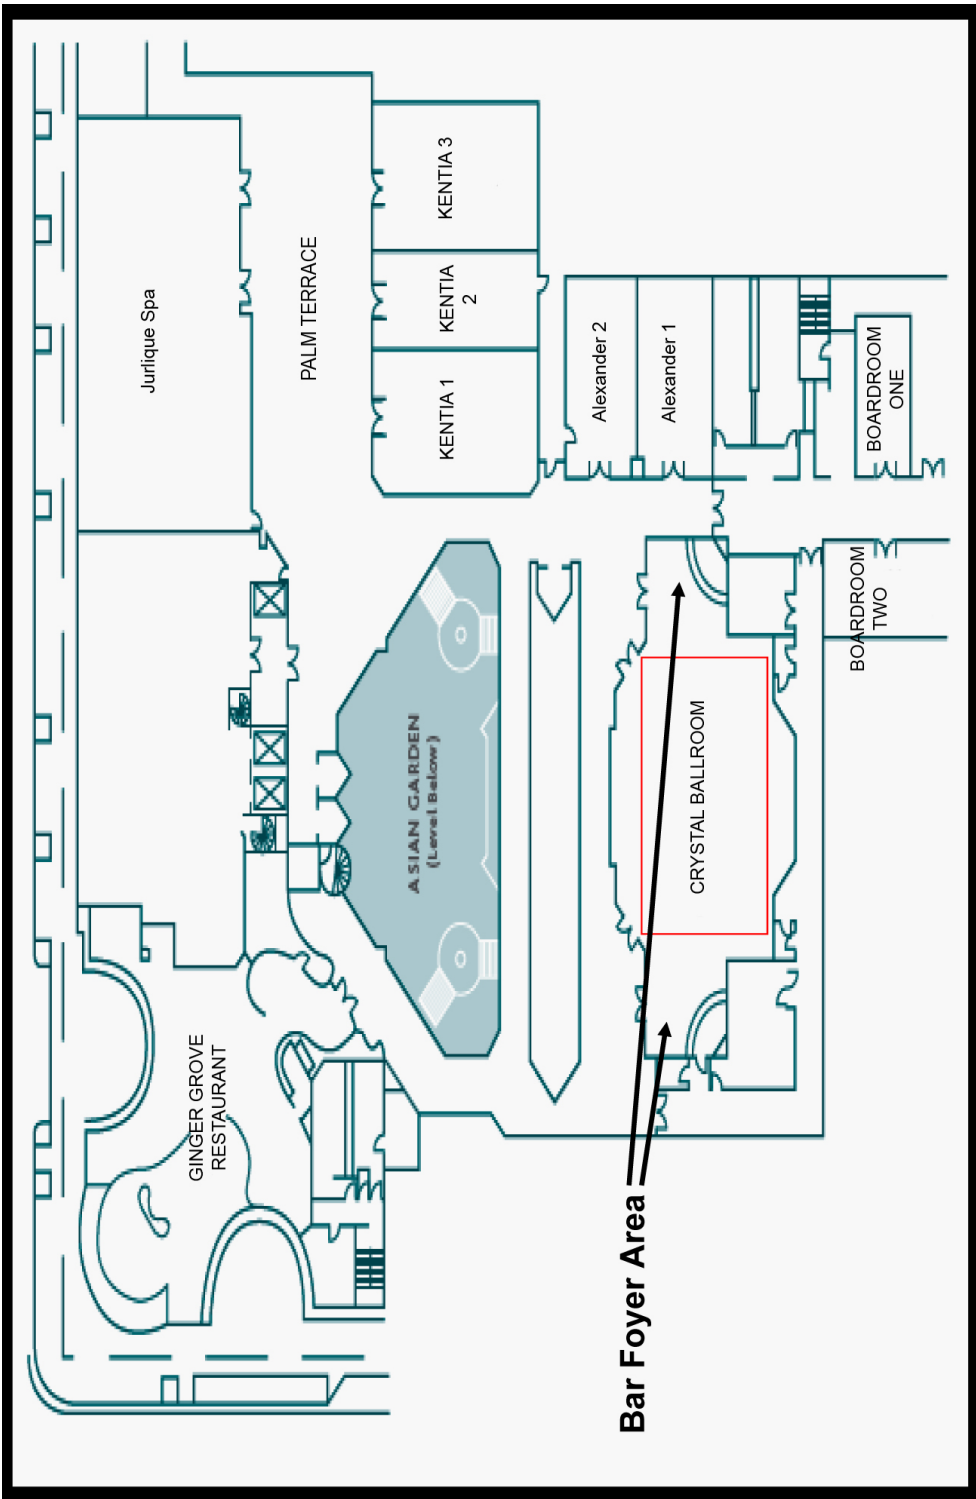 Jurlique Spa
PALM TERRACE
KENTIA 3
KENTIA
2
KENTIA 1
Alexander 2
Alexander 1
BOARDROOM
ONE
BOARDROOM
TWO
ASIAN GARDEN
(Level Below)
CRYSTAL BALLROOM
GINGER GROVE
RESTAURANT
Bar Foyer Area